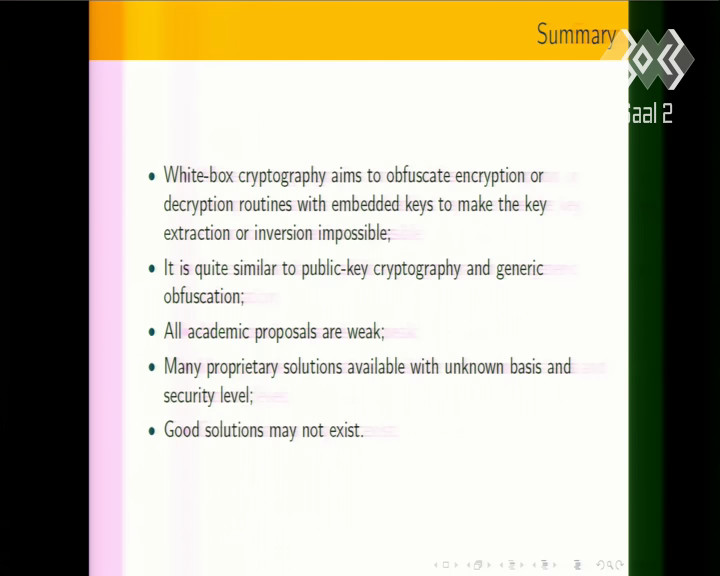 Summary
Saal 2
• White-box cryptography aims to obfuscate encryption or
decryption routines with embedded keys to make the key
extraction or inversion impossible;
• It is quite similar to public-key cryptography and generic
obfuscation;
• All academic proposals are weak;
• Many proprietary solutions available with unknown basis and
security level;
• Good solutions may not exist.